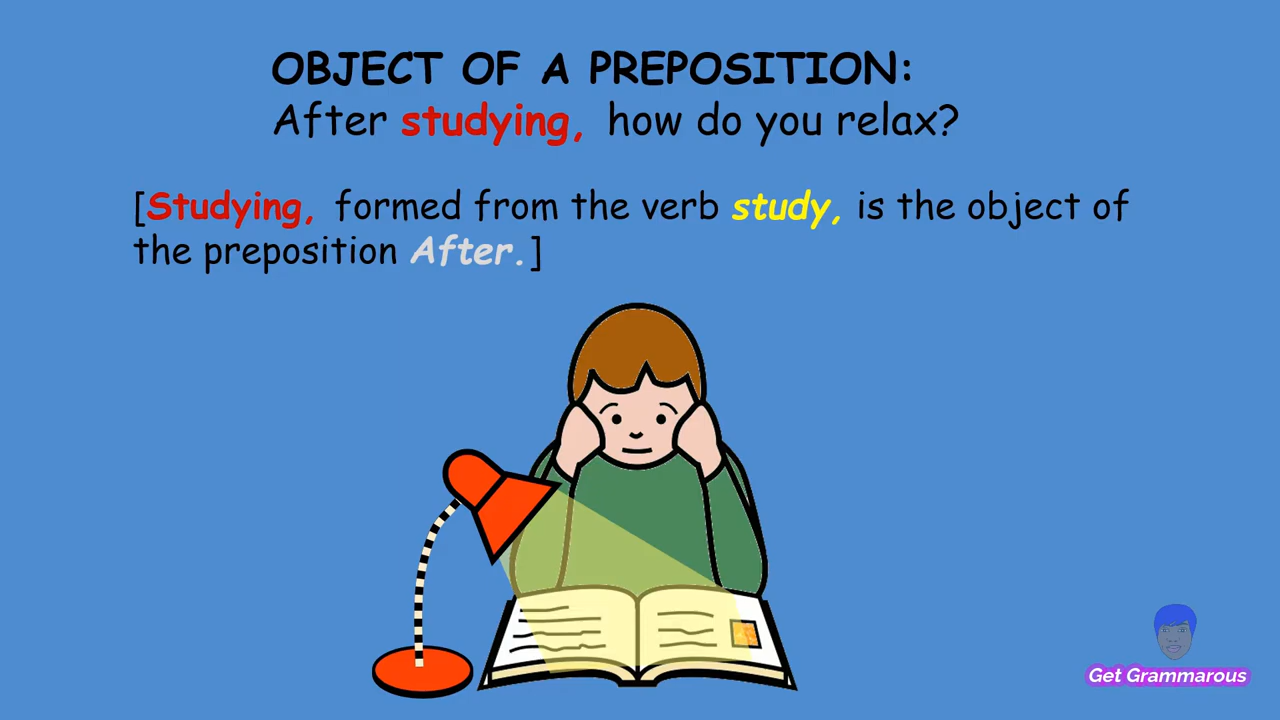 OBJECT OF A PREPOSITION:
After studying, how do you relax?
[Studying, formed from the verb study, is the object of
the preposition After.]
Get Grammarous